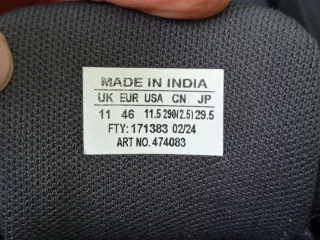 MADE IN INDIA
UK EUR USA CN JP
11 46 11.5 290(2.5) 29.5
FTY: 171383 02/24
ART NO. 474083